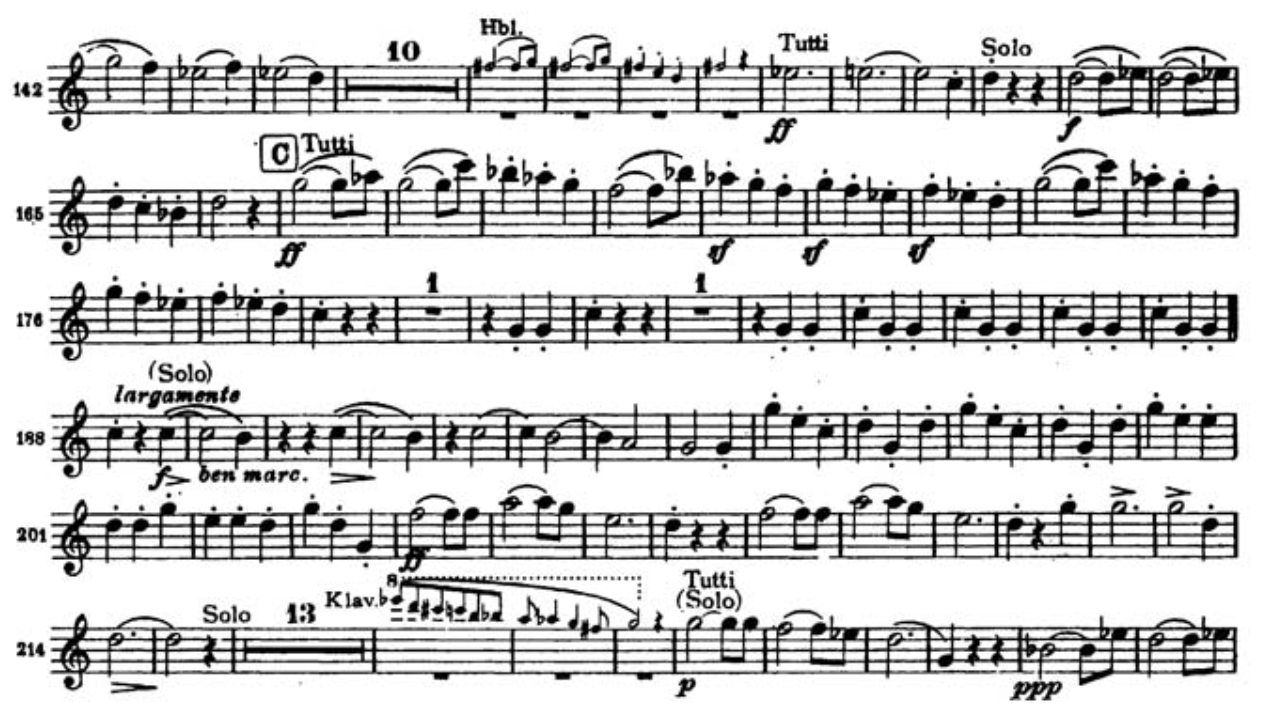 Hbl.
142 10 Tutti Solo
ff f
C Tutti
165
ff sf sf sf
176 1 1
(Solo)
largamente
188
f ben marc.
201
ff
8 Tutti
Solo 13 Klav. (Solo)
214
p ppp